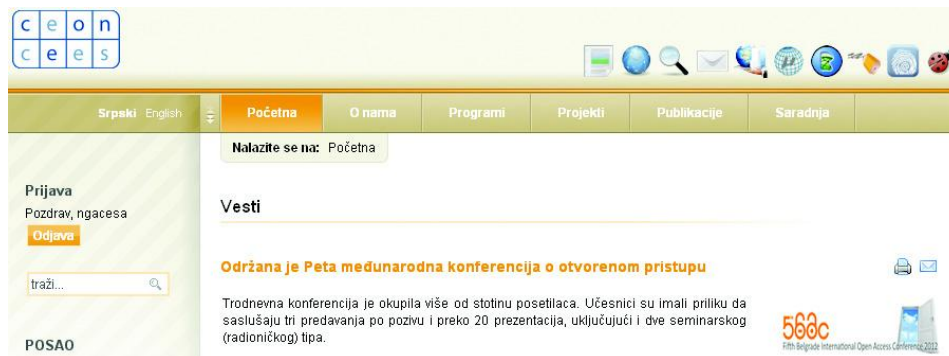 ceon
cees
Srpski English
Početna O nama Programi Projekti Publikacije Saradnja
Nalazite se na: Početna
Prijava
Pozdrav, ngacesa
Odjava
traži...
POSAO
Vesti
Održana je Peta međunarodna konferencija o otvorenom pristupu
Trodnevna konferencija je okupila više od stotinu posetilaca. Učesnici su imali priliku da
saslušaju tri predavanja po pozivu i preko 20 prezentacija, uključujući i dve seminarskog
(radioničkog) tipa.
Fifth Belgrade International Open Access Conference 2012